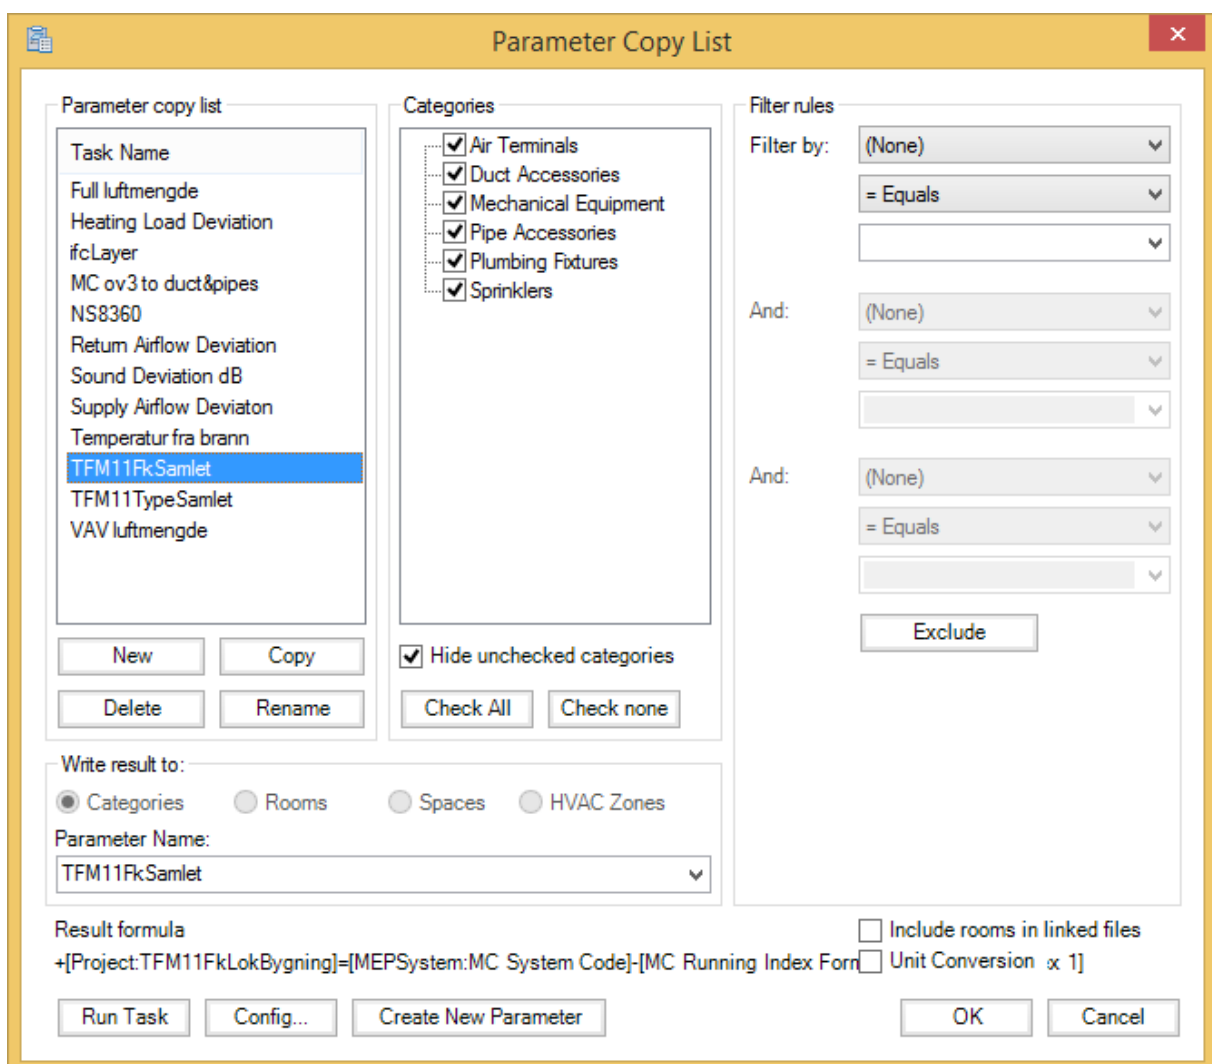 Parameter Copy List
Parameter copy list
Task Name
Full luftmengde
Heating Load Deviation
ifcLayer
MC ov3 to duct&pipes
NS8360
Return Airflow Deviation
Sound Deviation dB
Supply Airflow Deviaton
Temperatur fra brann
TFM11FkSamlet
TFM11TypeSamlet
VAV luftmengde
New Copy
Delete Rename
Categories
Air Terminals
Duct Accessories
Mechanical Equipment
Pipe Accessories
Plumbing Fixtures
Sprinklers
Hide unchecked categories
Check All Check none
Filter rules
Filter by: (None)
= Equals
And: (None)
= Equals
And: (None)
= Equals
Exclude
Write result to:
Categories Rooms Spaces HVAC Zones
Parameter Name:
TFM11FkSamlet
Result formula
Include rooms in linked files
+[Project:TFM11FkLokBygning]=[MEPSystem:MC System Code]-[MC Running Index Form Unit Conversion x 1]
Run Task Config... Create New Parameter OK Cancel